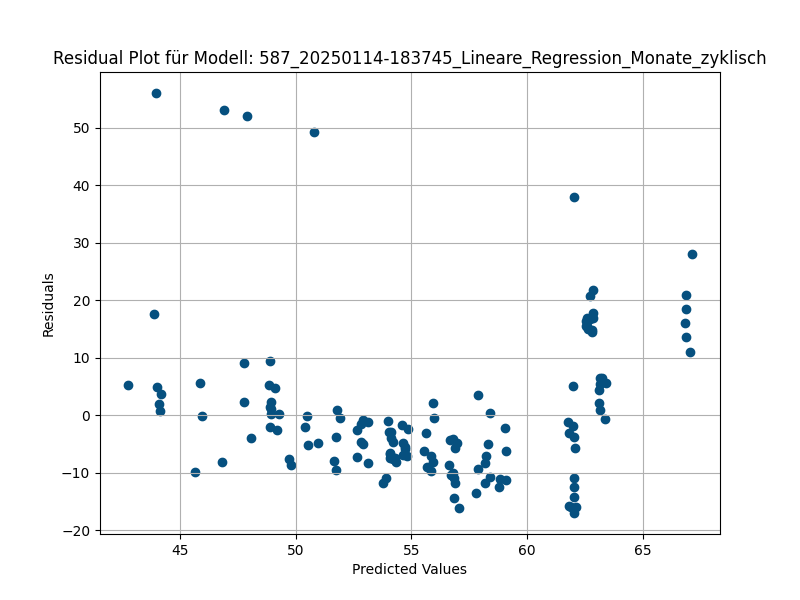 Residual Plot für Modell: 587_20250114-183745_Lineare_Regression_Monate_zyklisch
50
40
30
20
10
0
−10
−20
Residuals
45 50 55 60 65
Predicted Values